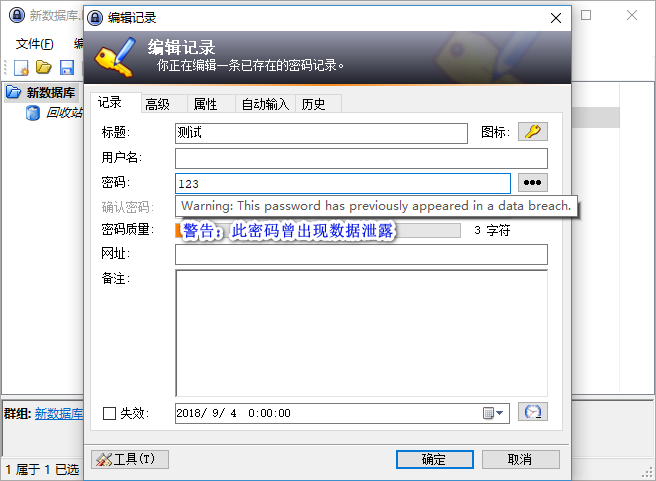 新数据库.
编辑记录
文件(F)
编辑记录
你正在编辑一条已存在的密码记录。
新数据库
回收站
记录 高级 属性 自动输入 历史
标题: 测试 图标:
用户名:
密码: 123
确认密码:
Warning: This password has previously appeared in a data breach.
密码质量: 警告：此密码曾出现数据泄露 3 字符
网址:
备注:
失效: 2018/ 9/ 4 0:00:00
群组: 新数据库
工具(T) 确定 取消
1 属于 1 已选